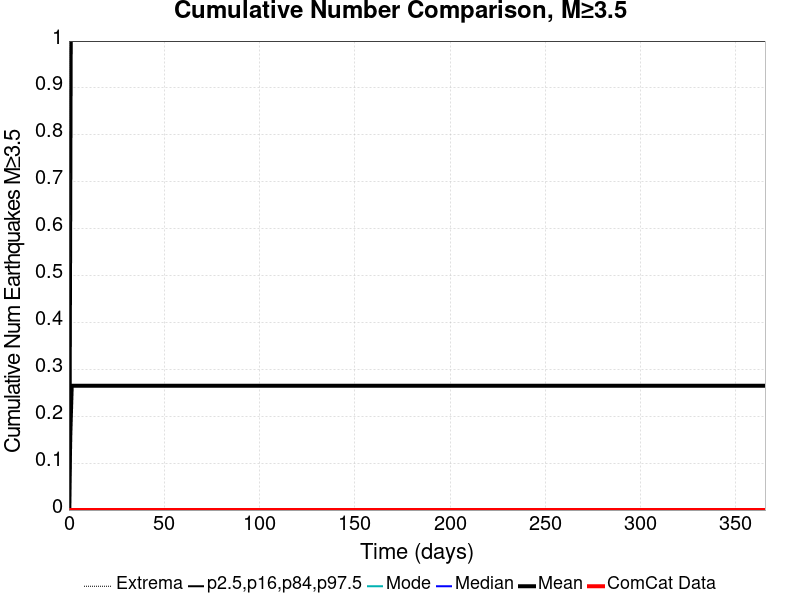 Cumulative Number Comparison, M≥3.5
Cumulative Num Earthquakes M≥3.5
1
0.9
0.8
0.7
0.6
0.5
0.4
0.3
0.2
0.1
0
0 50 100 150 200 250 300 350
Time (days)
Extrema p2.5,p16,p84,p97.5 Mode Median Mean ComCat Data